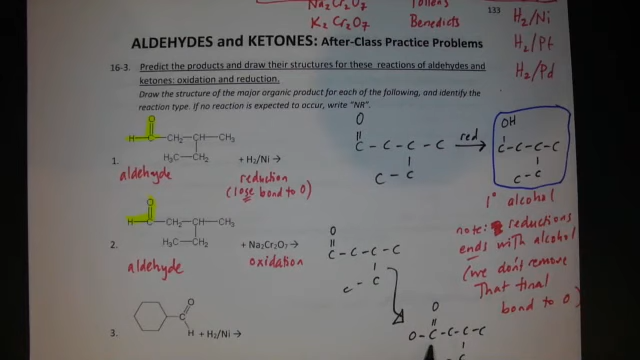 Na₂Cr₂O₇ Tollens
K₂Cr₂O₇ Benedicts
133
H₂/Ni
H₂/Pt
H₂/Pd
ALDEHYDES and KETONES: After-Class Practice Problems
16-3. Predict the products and draw their structures for these reactions of aldehydes and
ketones: oxidation and reduction.
Draw the structure of the major organic product for each of the following, and identify the
reaction type. If no reaction is expected to occur, write "NR".
O
H-C-CH₂-CH-CH₃
H₃C-CH₂
1. + H₂/Ni →
aldehyde
reduction
(lose bond to O)
O
C-C-C-C
C-C
red
OH
C-C-C-C
C-C
1° alcohol
O
H-C-CH₂-CH-CH₃
H₃C-CH₂
2. + Na₂Cr₂O₇→
aldehyde
oxidation
O
C-C-C-C
C-C
note: reductions
ends with alcohol
(we don't remove
that final
bond to O)
O
C
H
3. + H₂/Ni→
O
O-C-C-C-C